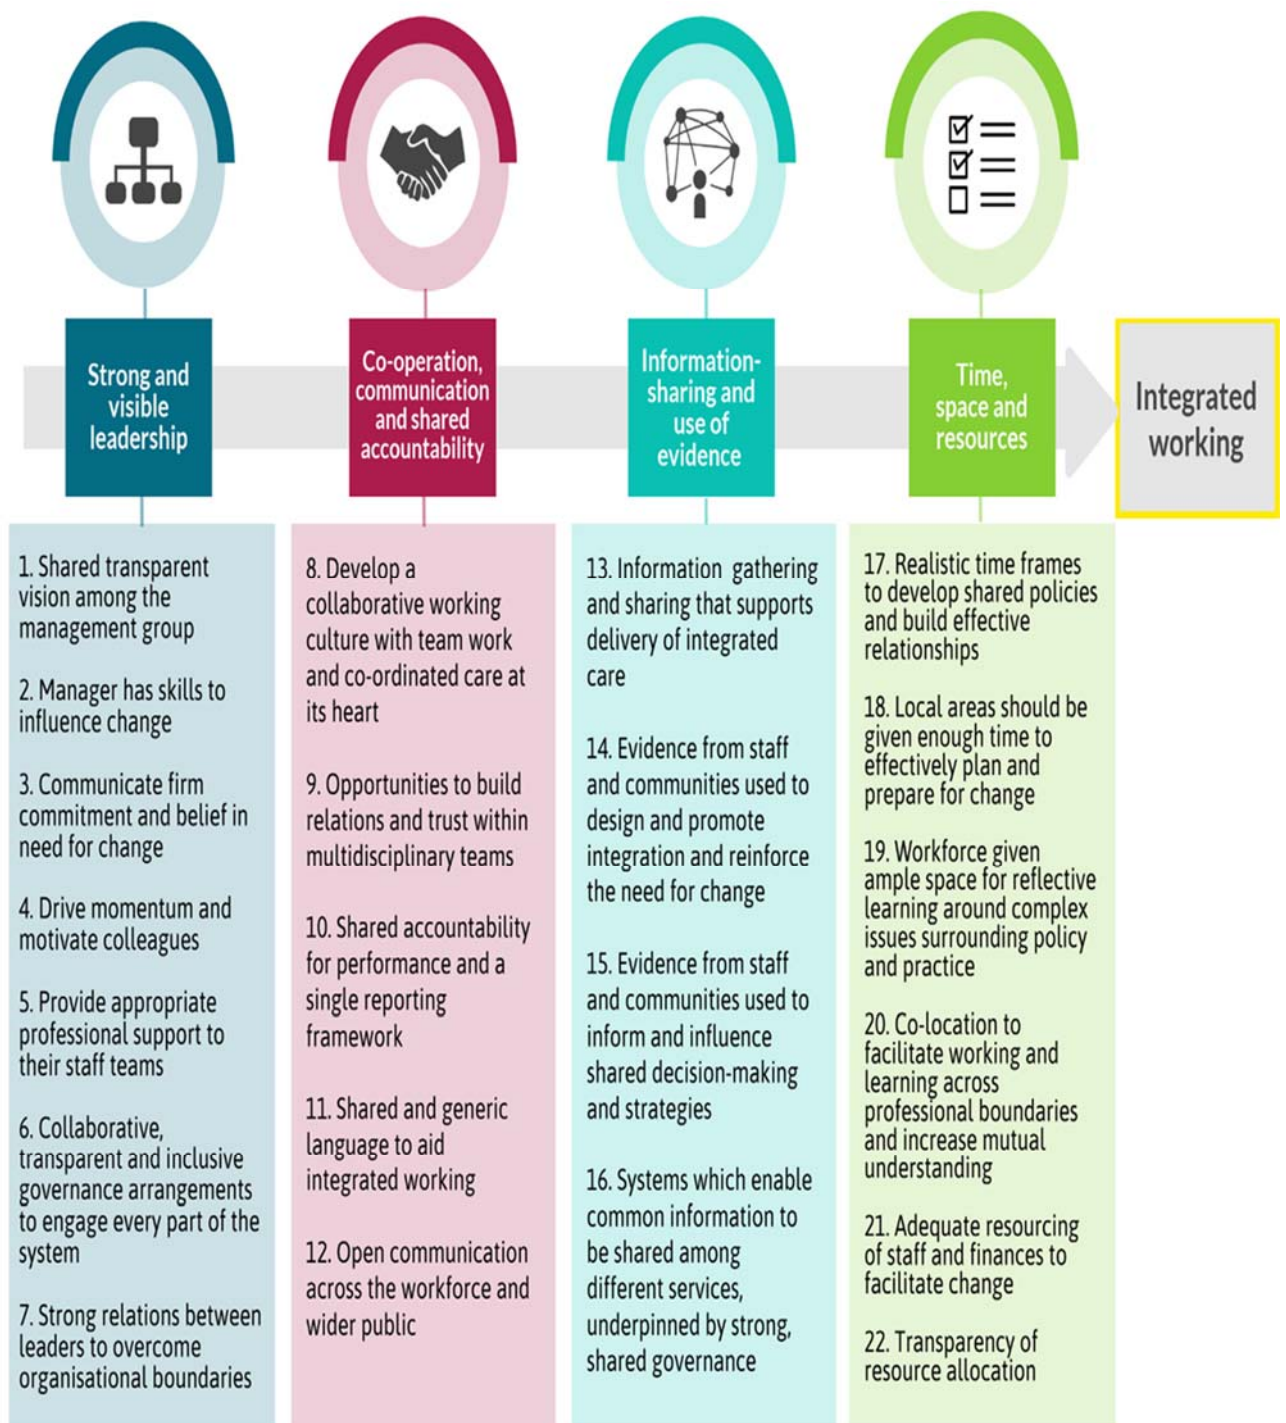 Strong and
visible
leadership
Co-operation,
communication
and shared
accountability
Information-
sharing and
use of
evidence
Time,
space and
resources
Integrated
working
1. Shared transparent
vision among the
management group
2. Manager has skills to
influence change
3. Communicate firm
commitment and belief in
need for change
4. Drive momentum and
motivate colleagues
5. Provide appropriate
professional support to
their staff teams
6. Collaborative,
transparent and inclusive
governance arrangements
to engage every part of the
system
7. Strong relations between
leaders to overcome
organisational boundaries
8. Develop a
collaborative working
culture with team work
and co-ordinated care at
its heart
9. Opportunities to build
relations and trust within
multidisciplinary teams
10. Shared accountability
for performance and a
single reporting
framework
11. Shared and generic
language to aid
integrated working
12. Open communication
across the workforce and
wider public
13. Information gathering
and sharing that supports
delivery of integrated
care
14. Evidence from staff
and communities used to
design and promote
integration and reinforce
the need for change
15. Evidence from staff
and communities used to
inform and influence
shared decision-making
and strategies
16. Systems which enable
common information to
be shared among
different services,
underpinned by strong,
shared governance
17. Realistic time frames
to develop shared policies
and build effective
relationships
18. Local areas should be
given enough time to
effectively plan and
prepare for change
19. Workforce given
ample space for reflective
learning around complex
issues surrounding policy
and practice
20. Co-location to
facilitate working and
learning across
professional boundaries
and increase mutual
understanding
21. Adequate resourcing
of staff and finances to
facilitate change
22. Transparency of
resource allocation